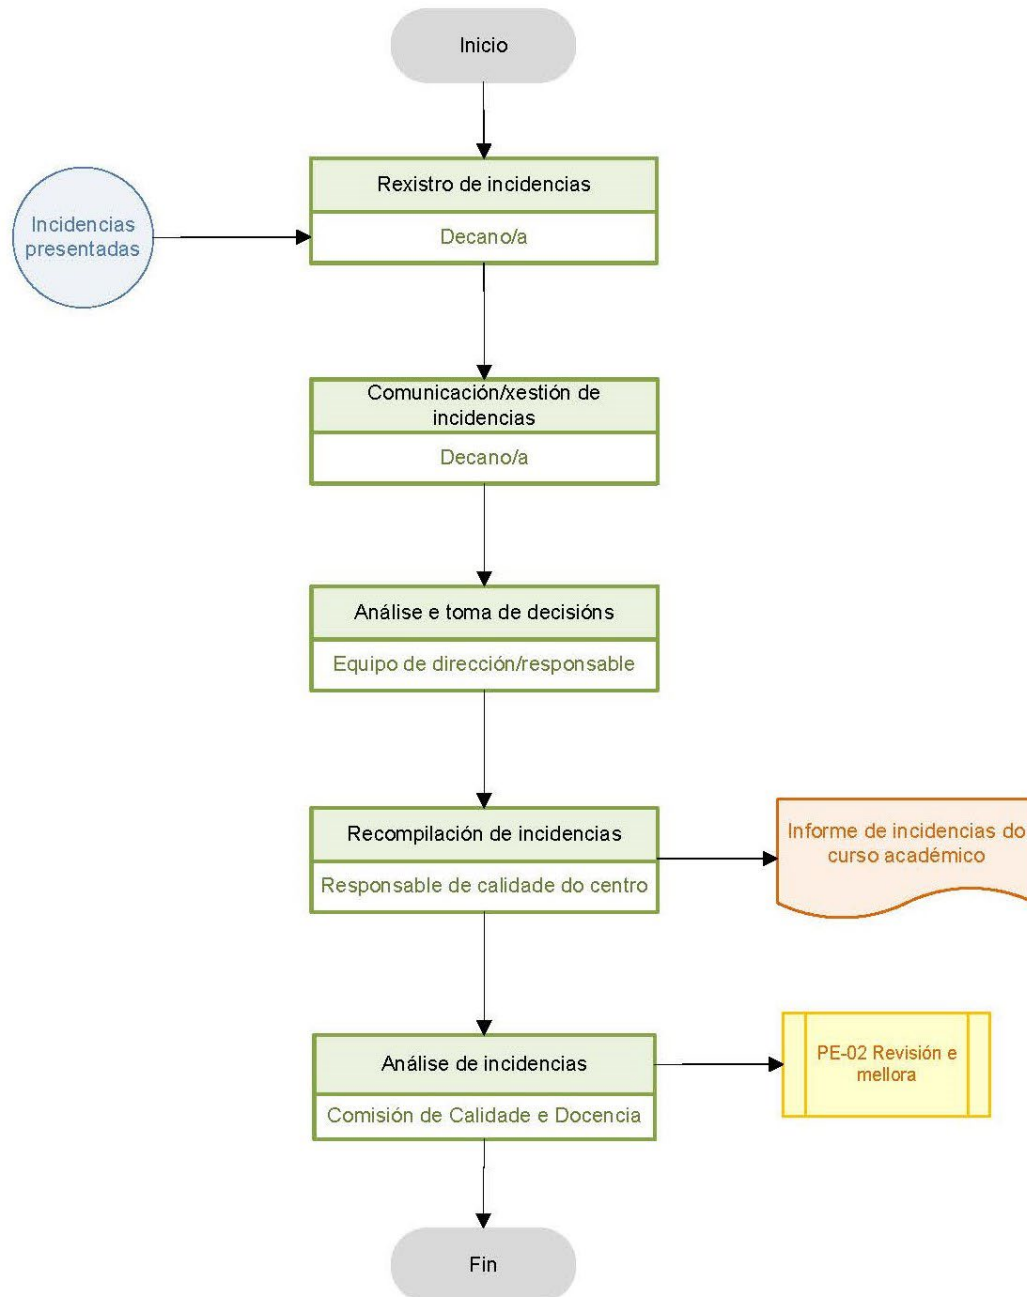 Inicio
Rexistro de incidencias
Decano/a
Incidencias
presentadas
Comunicación/xestión de
incidencias
Decano/a
Análise e toma de decisións
Equipo de dirección/responsable
Recompilación de incidencias
Responsable de calidade do centro
Informe de incidencias do
curso académico
Análise de incidencias
Comisión de Calidade e Docencia
PE-02 Revisión e
mellora
Fin